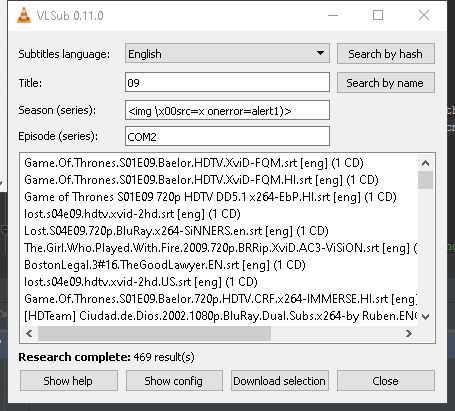 VLSub 0.11.0
Subtitles language: English Search by hash
Title: 09 Search by name
Season (series): <img \x00src=x onerror=alert1)>
Episode (series): COM2
Game.Of.Thrones.S01E09.Baelor.HDTV.XviD-FQM.srt [eng] (1 CD)
Game.Of.Thrones.S01E09.Baelor.HDTV.XviD-FQM.HI.srt [eng] (1 CD)
Game of Thrones S01E09 720p HDTV DD5.1 x264-EbP.HI.srt [eng] (1 CD)
lost.s04e09.hdtv.xvid-2hd.srt [eng] (1 CD)
Lost.S04E09.720p.BluRay.x264-SiNNERS.en.srt [eng] (1 CD)
The.Girl.Who.Played.With.Fire.2009.720p.BRRip.XviD.AC3-ViSiON.srt [eng] (1 CD)
BostonLegal.3#16.TheGoodLawyer.EN.srt [eng] (1 CD)
lost.s04e09.hdtv.xvid-2hd.US.srt [eng] (1 CD)
Game.Of.Thrones.S01E09.Baelor.720p.HDTV.CRF.x264-IMMERSE.HI.srt [eng]
[HDTeam] Ciudad.de.Dios.2002.1080p.BluRay.Dual.Subs.x264-by Ruben.ENG
Research complete: 469 result(s)
Show help Show config Download selection Close